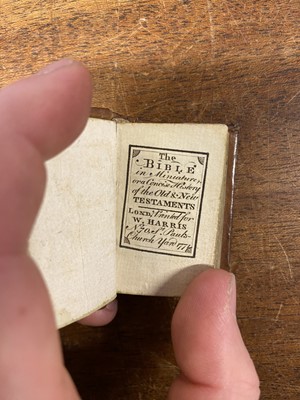 The
BIBLE
in Miniature
or a Concise History
of the Old & New
TESTAMENTS
LOND, Printed for
W. HARRIS
No 70, St Pauls
Church Yard